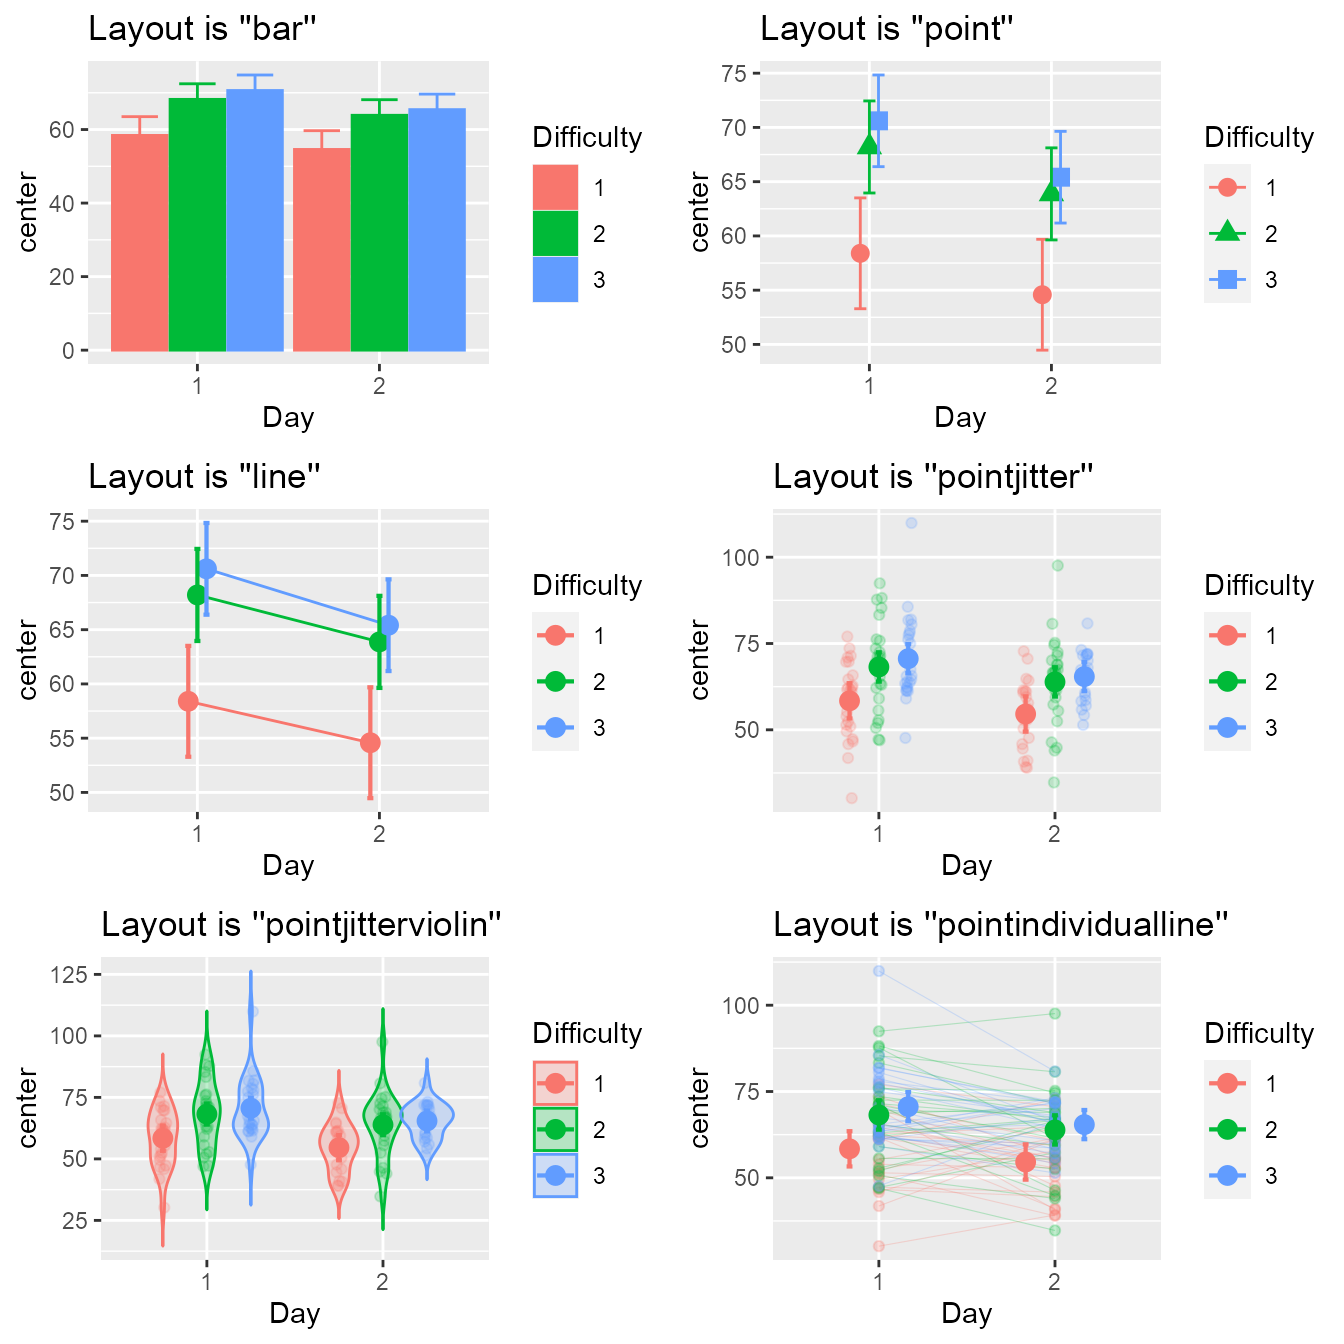 Layout is "bar"
center
60
40
20
0
1 2
Day
Difficulty
1
2
3
Layout is "point"
center
75
70
65
60
55
50
1 2
Day
Difficulty
1
2
3
Layout is "line"
center
75
70
65
60
55
50
1 2
Day
Difficulty
1
2
3
Layout is "pointjitter"
center
100
75
50
1 2
Day
Difficulty
1
2
3
Layout is "pointjitterviolin"
center
125
100
75
50
25
1 2
Day
Difficulty
1
2
3
Layout is "pointindividualline"
center
100
75
50
1 2
Day
Difficulty
1
2
3